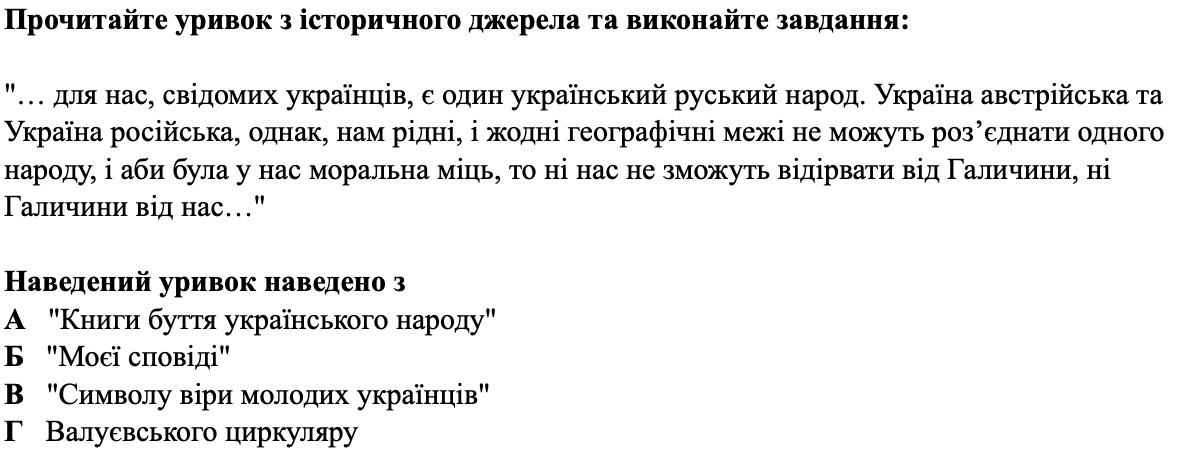 Прочитайте уривок з історичного джерела та виконайте завдання:
"… для нас, свідомих українців, є один український руський народ. Україна австрійська та
Україна російська, однак, нам рідні, і жодні географічні межі не можуть роз’єднати одного
народу, і аби була у нас моральна міць, то ні нас не зможуть відірвати від Галичини, ні
Галичини від нас…"
Наведений уривок наведено з
А "Книги буття українського народу"
Б "Моєї сповіді"
В "Символу віри молодих українців"
Г Валуєвського циркуляру